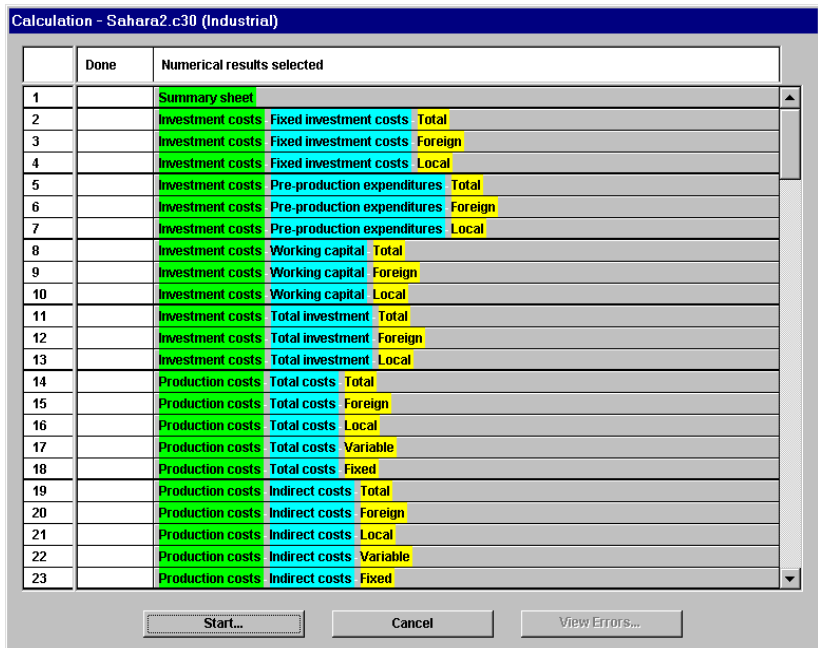 Calculation - Sahara2.c30 (Industrial)
Done Numerical results selected
1 Summary sheet
2 Investment costs Fixed investment costs Total
3 Investment costs Fixed investment costs Foreign
4 Investment costs Fixed investment costs Local
5 Investment costs Pre-production expenditures Total
6 Investment costs Pre-production expenditures Foreign
7 Investment costs Pre-production expenditures Local
8 Investment costs Working capital Total
9 Investment costs Working capital Foreign
10 Investment costs Working capital Local
11 Investment costs Total investment Total
12 Investment costs Total investment Foreign
13 Investment costs Total investment Local
14 Production costs Total costs Total
15 Production costs Total costs Foreign
16 Production costs Total costs Local
17 Production costs Total costs Variable
18 Production costs Total costs Fixed
19 Production costs Indirect costs Total
20 Production costs Indirect costs Foreign
21 Production costs Indirect costs Local
22 Production costs Indirect costs Variable
23 Production costs Indirect costs Fixed
Start... Cancel View Errors...